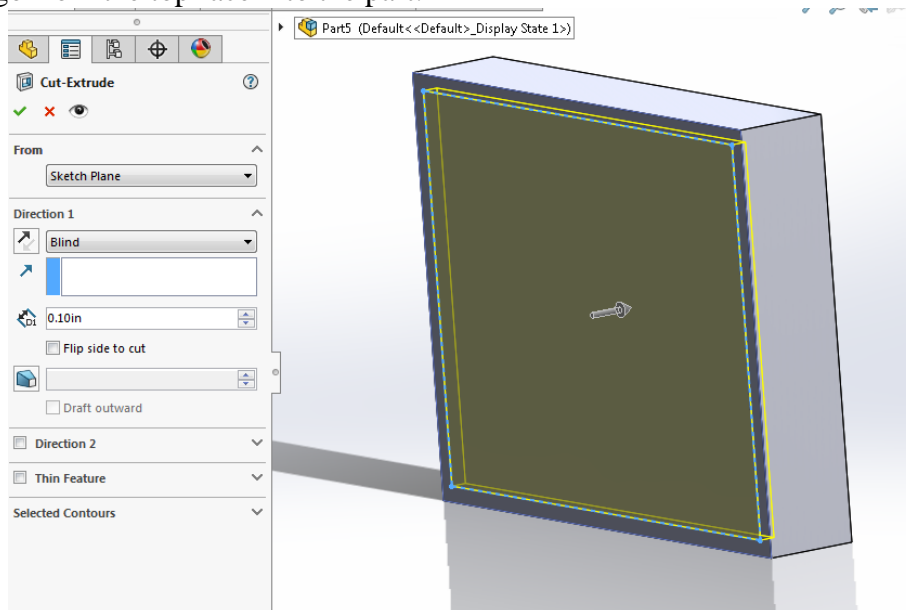 Part5 (Default<<Default>_Display State 1>)
Cut-Extrude
From
Sketch Plane
Direction 1
Blind
D1
0.10in
Flip side to cut
Draft outward
Direction 2
Thin Feature
Selected Contours